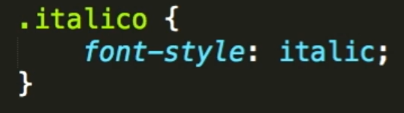 .italico {
    font-style: italic;
}